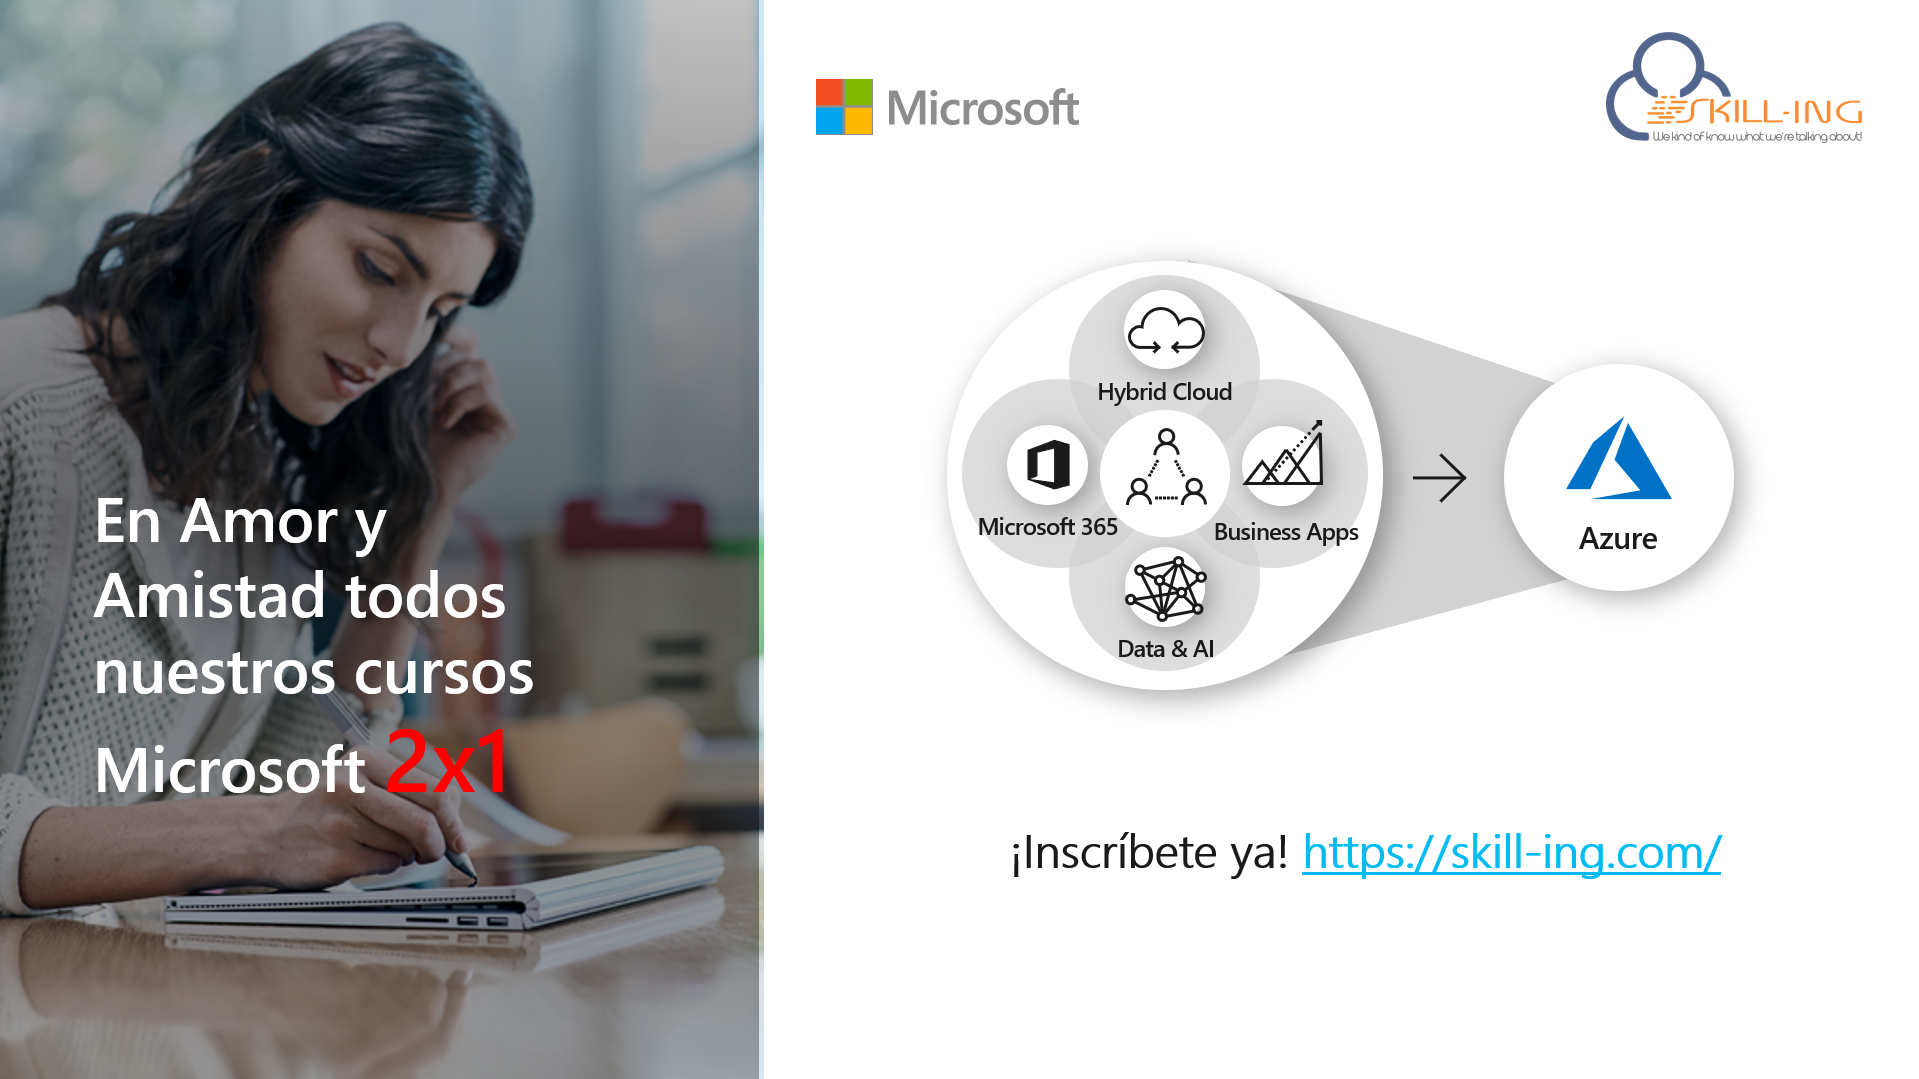 En Amor y
Amistad todos
nuestros cursos
Microsoft 2x1
Microsoft
SKILL-ING
We kind of know what we're talking about!
Hybrid Cloud
Microsoft 365
Business Apps
Data & AI
Azure
¡Inscríbete ya! https://skill-ing.com/